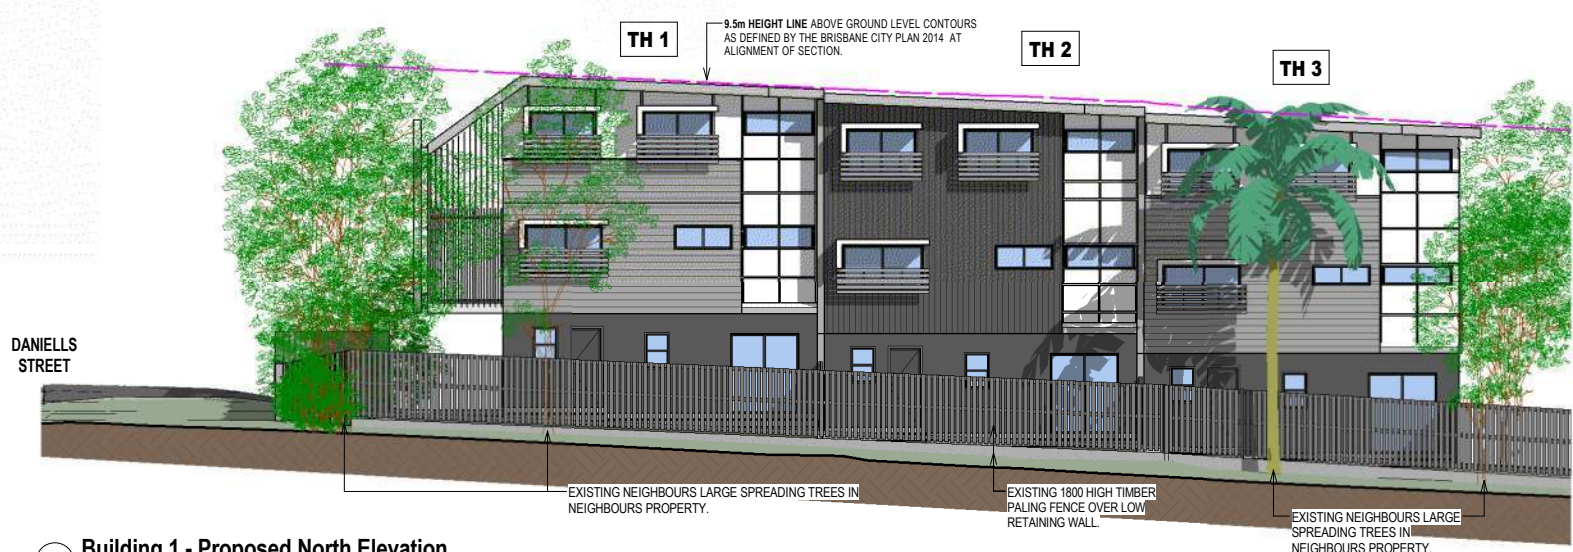 TH 1
9.5m HEIGHT LINE ABOVE GROUND LEVEL CONTOURS
AS DEFINED BY THE BRISBANE CITY PLAN 2014 AT
ALIGNMENT OF SECTION.
TH 2
TH 3
DANIELLS
STREET
EXISTING NEIGHBOURS LARGE SPREADING TREES IN
NEIGHBOURS PROPERTY.
EXISTING 1800 HIGH TIMBER
PALING FENCE OVER LOW
RETAINING WALL.
EXISTING NEIGHBOURS LARGE
SPREADING TREES IN
NEIGHBOURS PROPERTY.
Building 1 - Proposed North Elevation